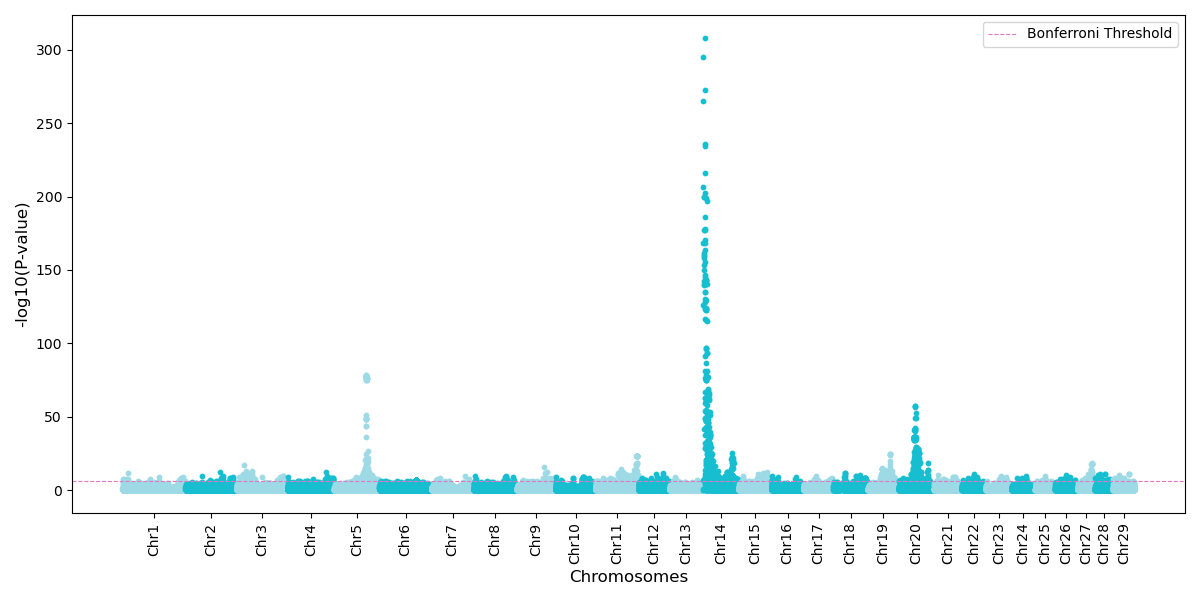 Bonferroni Threshold
300
250
200
150
100
50
0
-log10(P-value)
Chr1
Chr2
Chr3
Chr4
Chr5
Chr6
Chr7
Chr8
Chr9
Chr10
Chr11
Chr12
Chr13
Chr14
Chr15
Chr16
Chr17
Chr18
Chr19
Chr20
Chr21
Chr22
Chr23
Chr24
Chr25
Chr26
Chr27
Chr28
Chr29
Chromosomes